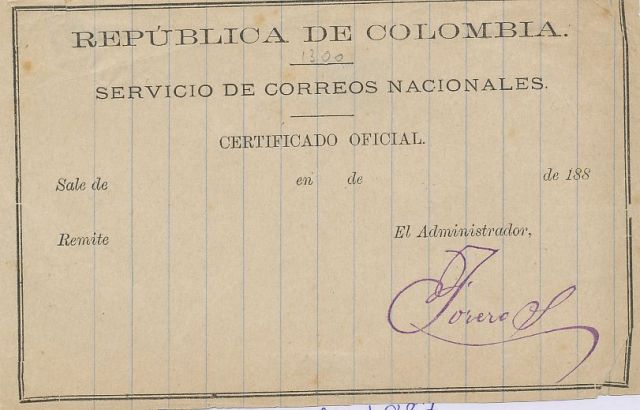 REPÚBLICA DE COLOMBIA.
1300
SERVICIO DE CORREOS NACIONALES.
CERTIFICADO OFICIAL.
Sale de en de de 188
Remite El Administrador,
Torero S